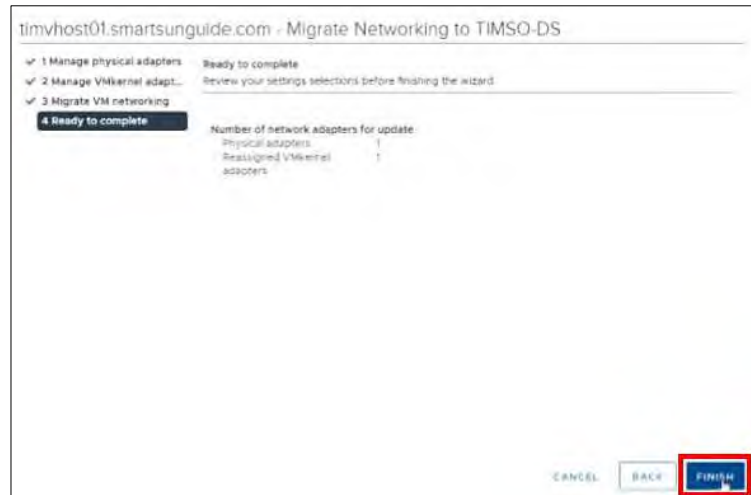 timvhost01.smartsunguide.com - Migrate Networking to TIMSO-DS
✓ 1 Manage physical adapters
✓ 2 Manage VMkernel adapt...
✓ 3 Migrate VM networking
4 Ready to complete
Ready to complete
Review your settings selections before finishing the wizard.
Number of network adapters for update
Physical adapters 1
Reassigned VMkernel 1
adapters
CANCEL BACK FINISH